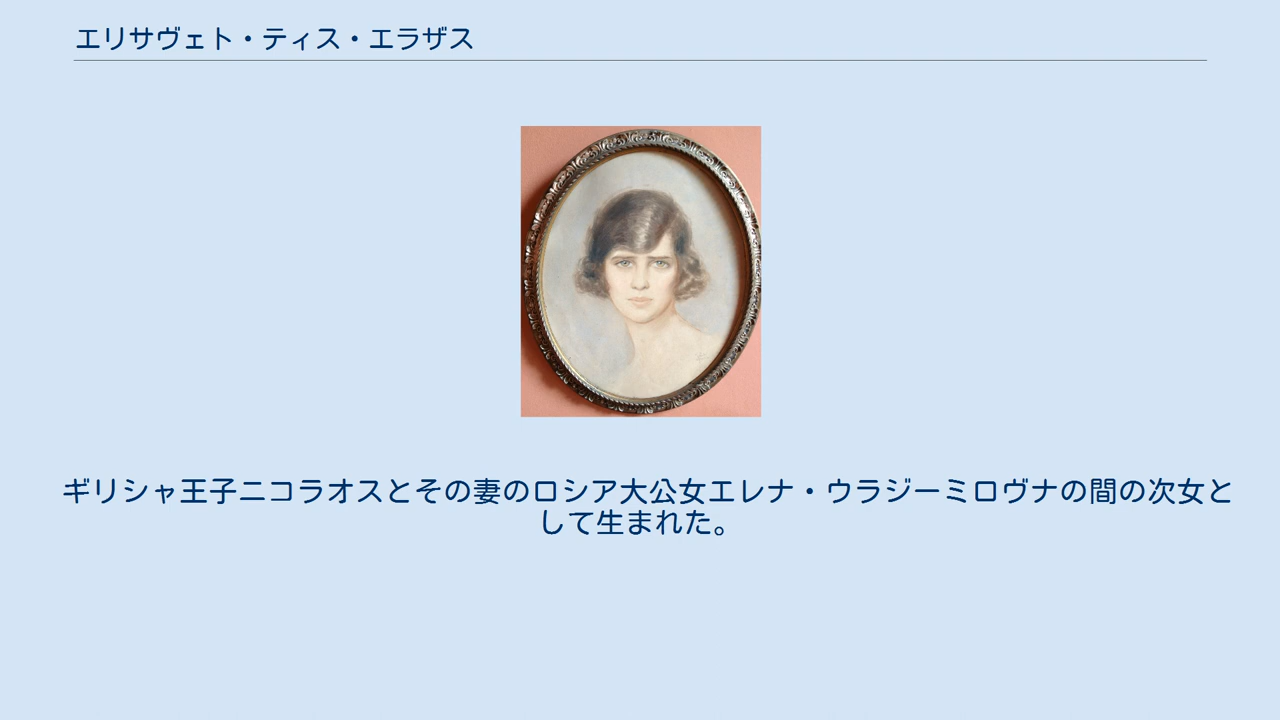 エリサヴェト・ティス・エラザス
ギリシャ王子ニコラオスとその妻のロシア大公女エレナ・ウラジーミロヴナの間の次女と
して生まれた。